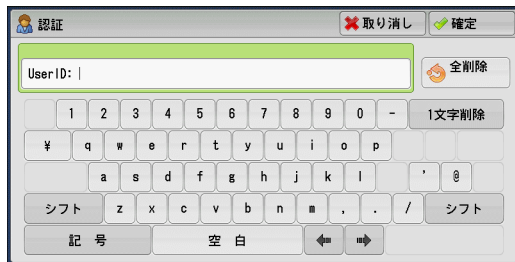 認証 取り消し 確定
UserID: 全削除
1 2 3 4 5 6 7 8 9 0 - 1文字削除
¥ q w e r t y u i o p
a s d f g h j k l ' @
シフト z x c v b n m , . / シフト
記 号 空 白